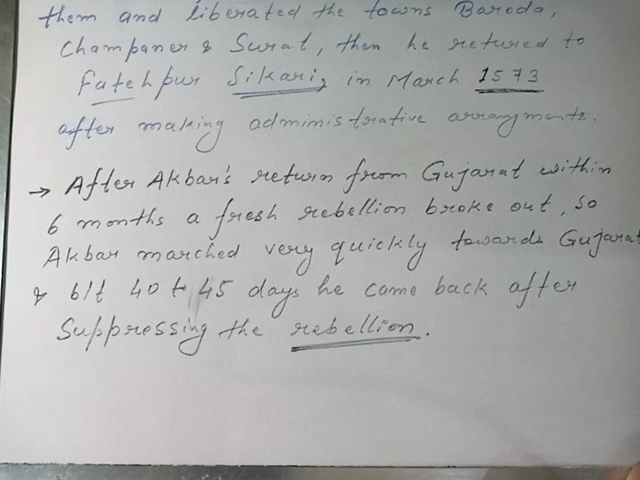 them and liberated the towns Baroda,
Champaner & Surat, then he retured to
Fatehpur Sikari, in March 1573
after making administrative arrangments.
→ After Akbar's return from Gujarat within
6 months a fresh rebellion broke out, so
Akbar marched very quickly towards Gujarat
& b/t 40 to 45 days he came back after
Suppressing the rebellion.